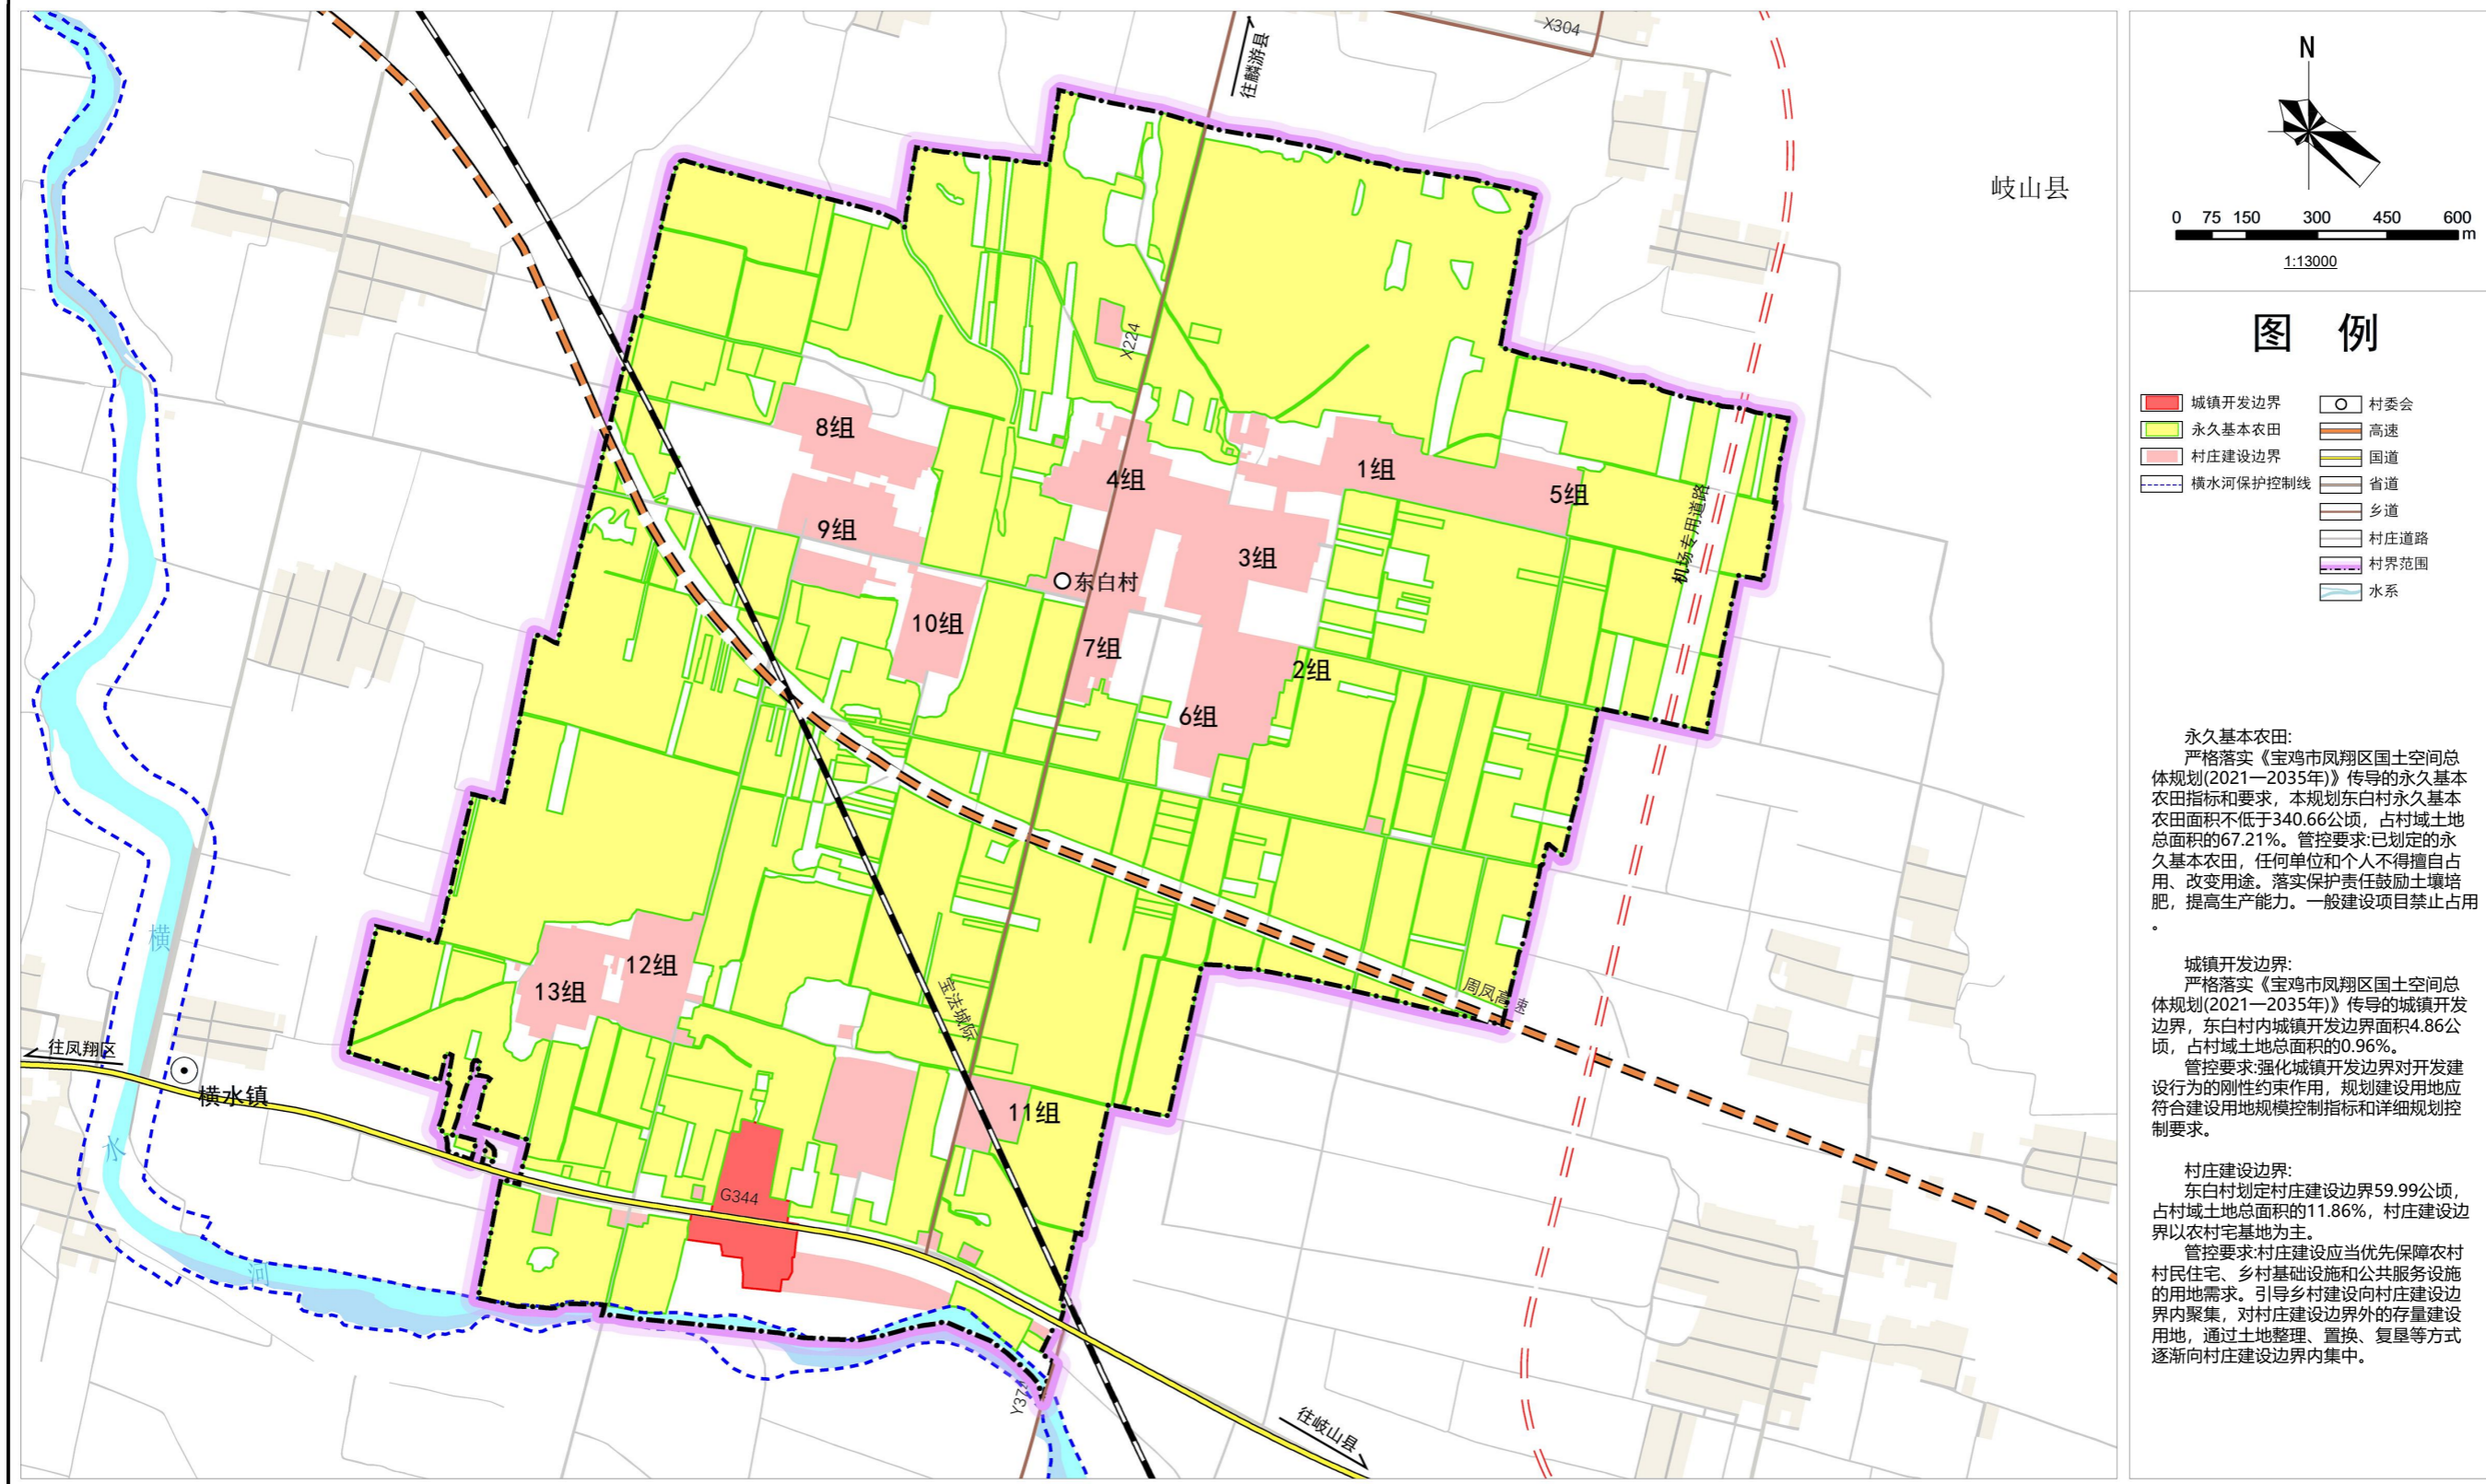 X304
往麟游县
岐山县
X224
8组
4组
1组
5组
9组
3组
机场专用道路
东白村
10组
7组
2组
6组
横
12组
13组
宝法城际
周凤高速
往凤翔区
横水镇
11组
水
G344
河
Y37
往岐山县
N
0 75 150 300 450 600
m
1:13000
图 例
城镇开发边界
永久基本农田
村庄建设边界
横水河保护控制线
村委会
高速
国道
省道
乡道
村庄道路
村界范围
水系
永久基本农田:
严格落实《宝鸡市凤翔区国土空间总
体规划(2021—2035年)》传导的永久基本
农田指标和要求，本规划东白村永久基本
农田面积不低于340.66公顷，占村域土地
总面积的67.21%。管控要求:已划定的永
久基本农田，任何单位和个人不得擅自占
用、改变用途。落实保护责任鼓励土壤培
肥，提高生产能力。一般建设项目禁止占用
。
城镇开发边界:
严格落实《宝鸡市凤翔区国土空间总
体规划(2021—2035年)》传导的城镇开发
边界，东白村内城镇开发边界面积4.86公
顷，占村域土地总面积的0.96%。
管控要求:强化城镇开发边界对开发建
设行为的刚性约束作用，规划建设用地应
符合建设用地规模控制指标和详细规划控
制要求。
村庄建设边界:
东白村划定村庄建设边界59.99公顷，
占村域土地总面积的11.86%，村庄建设边
界以农村宅基地为主。
管控要求:村庄建设应当优先保障农村
村民住宅、乡村基础设施和公共服务设施
的用地需求。引导乡村建设向村庄建设边
界内聚集，对村庄建设边界外的存量建设
用地，通过土地整理、置换、复垦等方式
逐渐向村庄建设边界内集中。